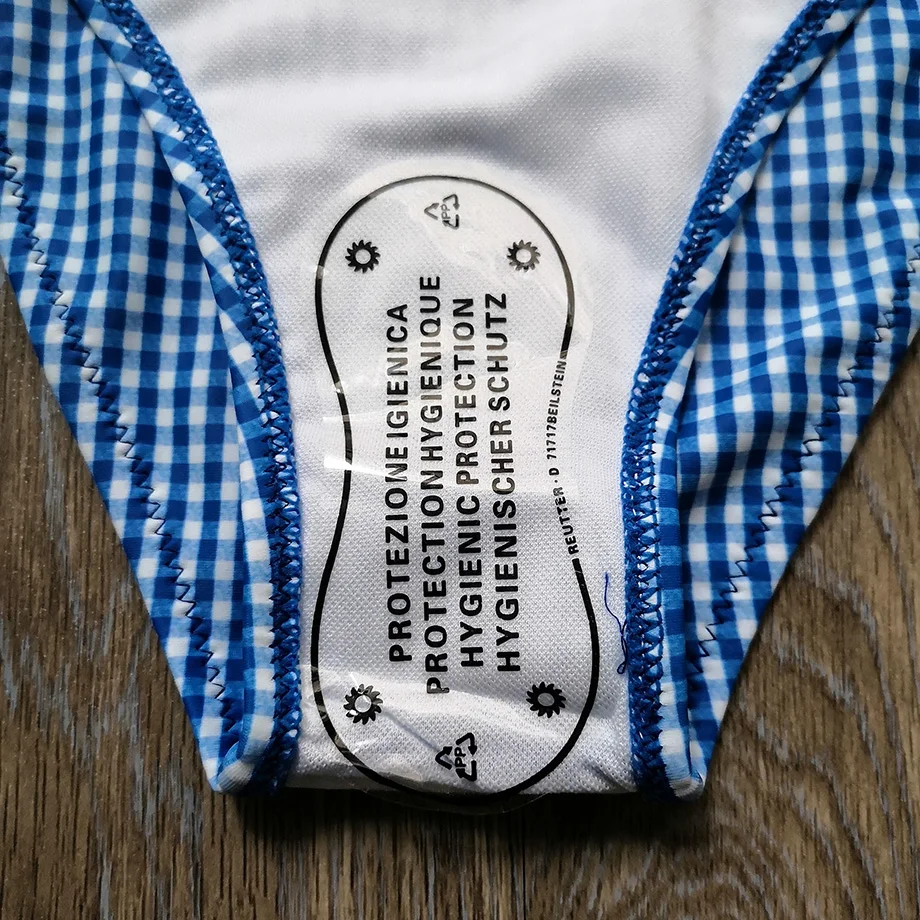 PP
PROTEZIONE IGIENICA
PROTECTION HYGIENIQUE
HYGIENIC PROTECTION
HYGIENISCHER SCHUTZ
REUTTER · D 71717 BEILSTEIN
PP